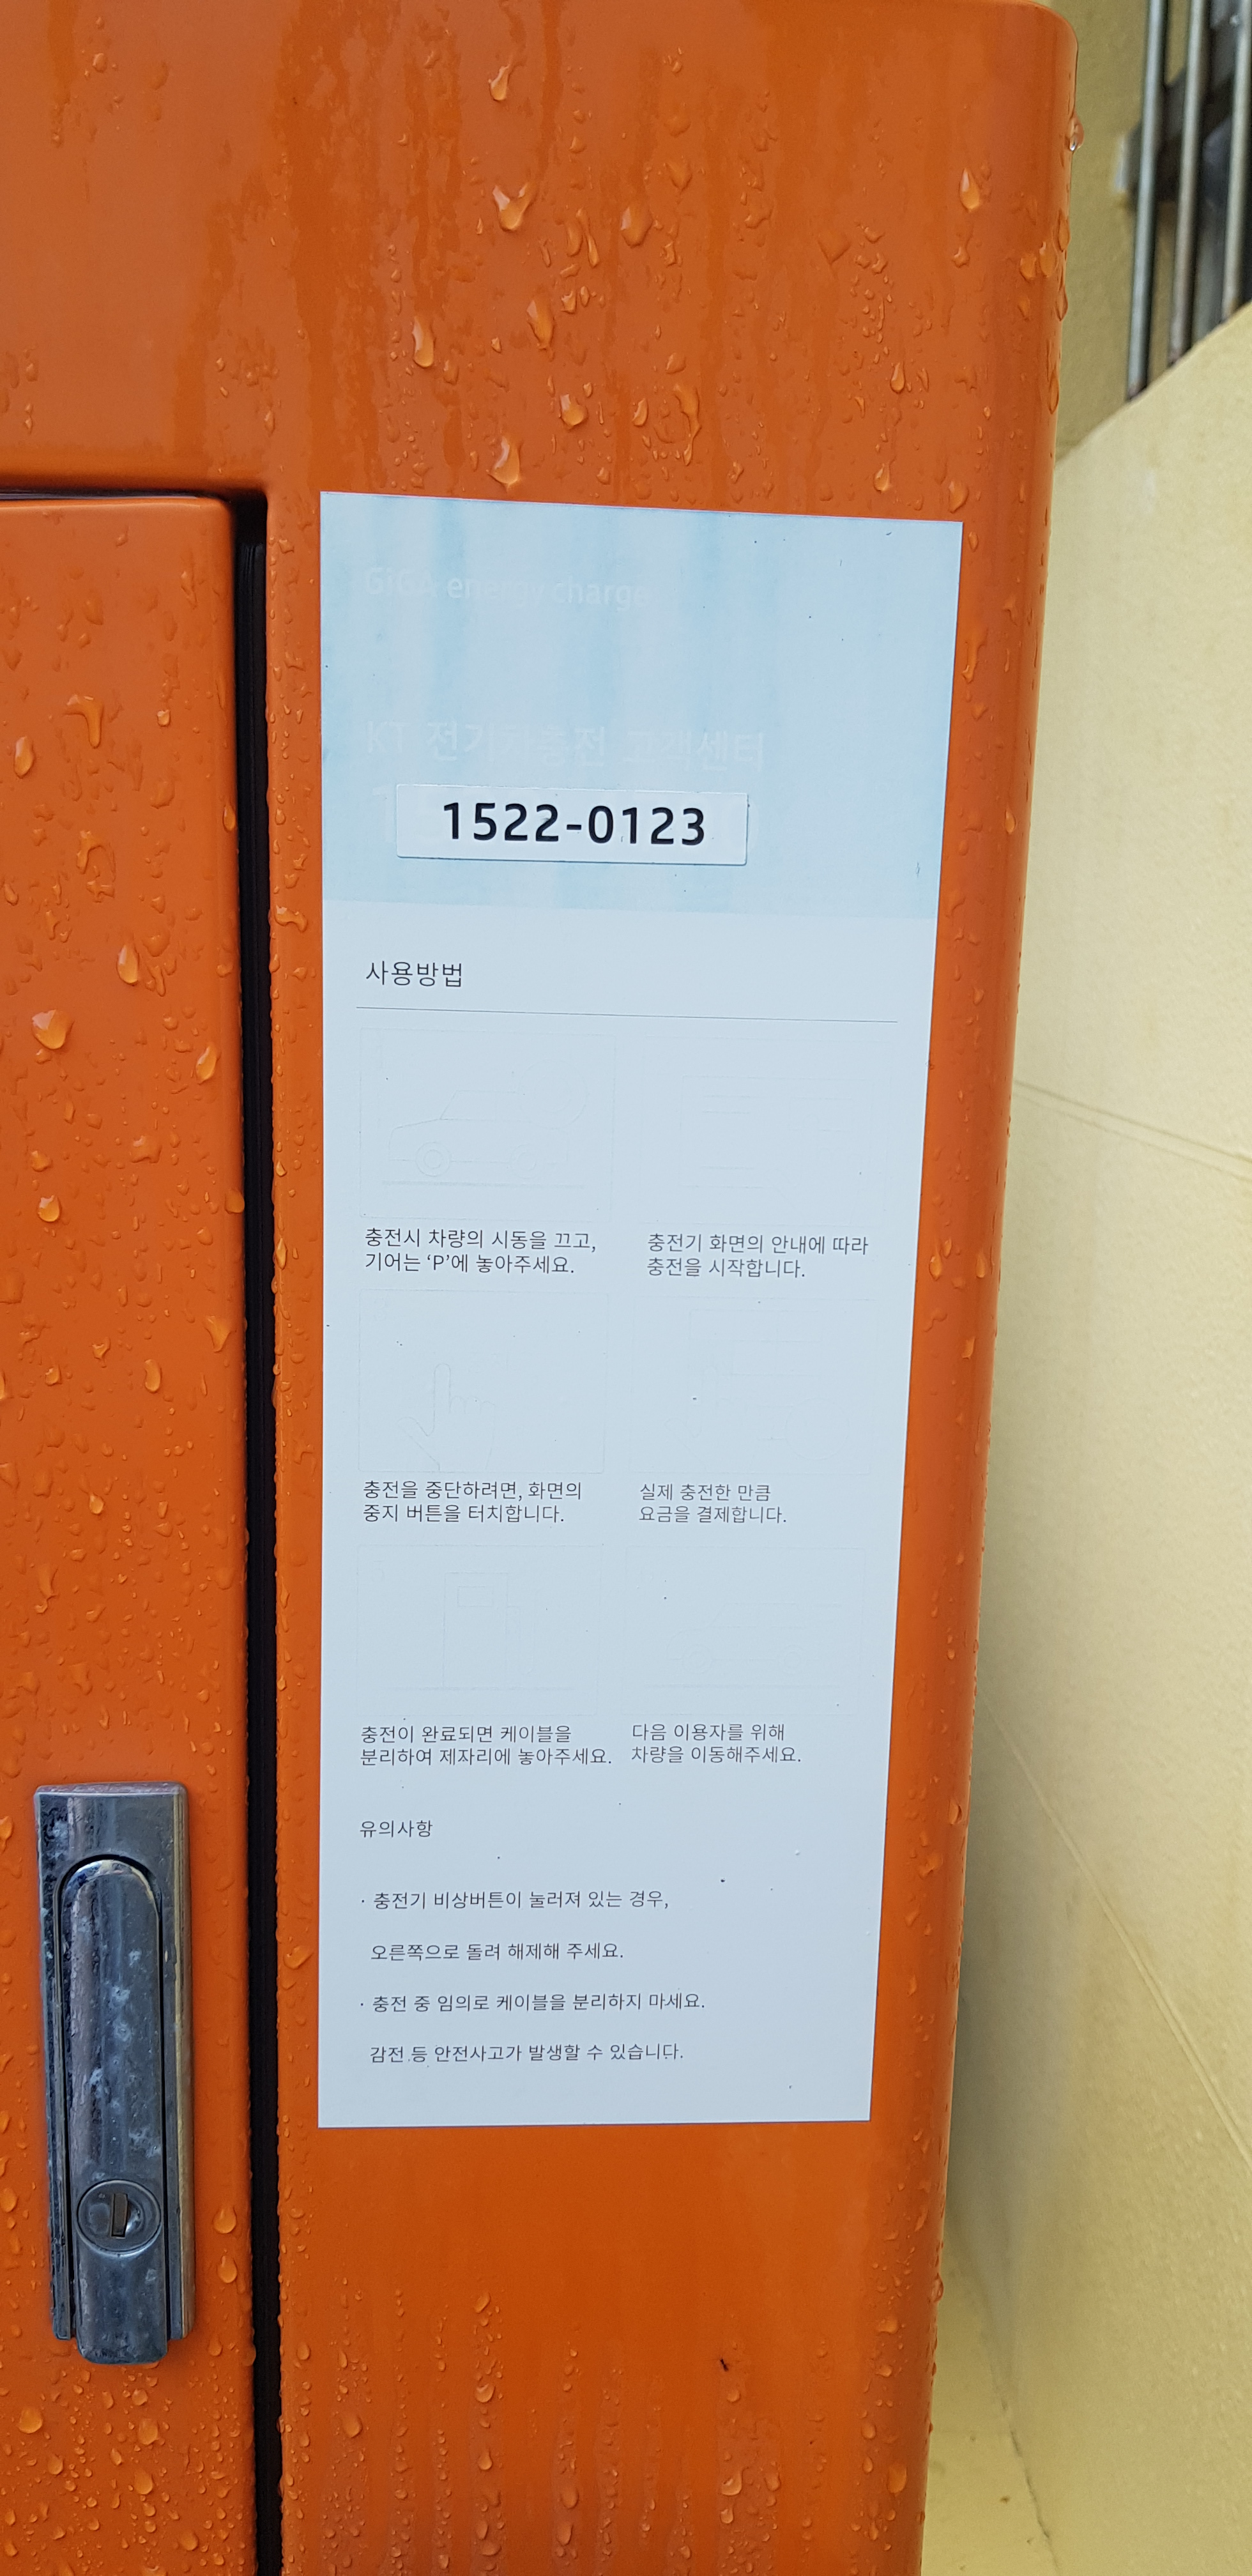 GiGA energy charge
KT 전기차충전 고객센터
1522-0123
사용방법
충전시 차량의 시동을 끄고,
기어는 ‘P’에 놓아주세요.
충전기 화면의 안내에 따라
충전을 시작합니다.
충전을 중단하려면, 화면의
중지 버튼을 터치합니다.
실제 충전한 만큼
요금을 결제합니다.
충전이 완료되면 케이블을
분리하여 제자리에 놓아주세요.
다음 이용자를 위해
차량을 이동해주세요.
유의사항
· 충전기 비상버튼이 눌러져 있는 경우,
오른쪽으로 돌려 해제해 주세요.
· 충전 중 임의로 케이블을 분리하지 마세요.
감전 등 안전사고가 발생할 수 있습니다.